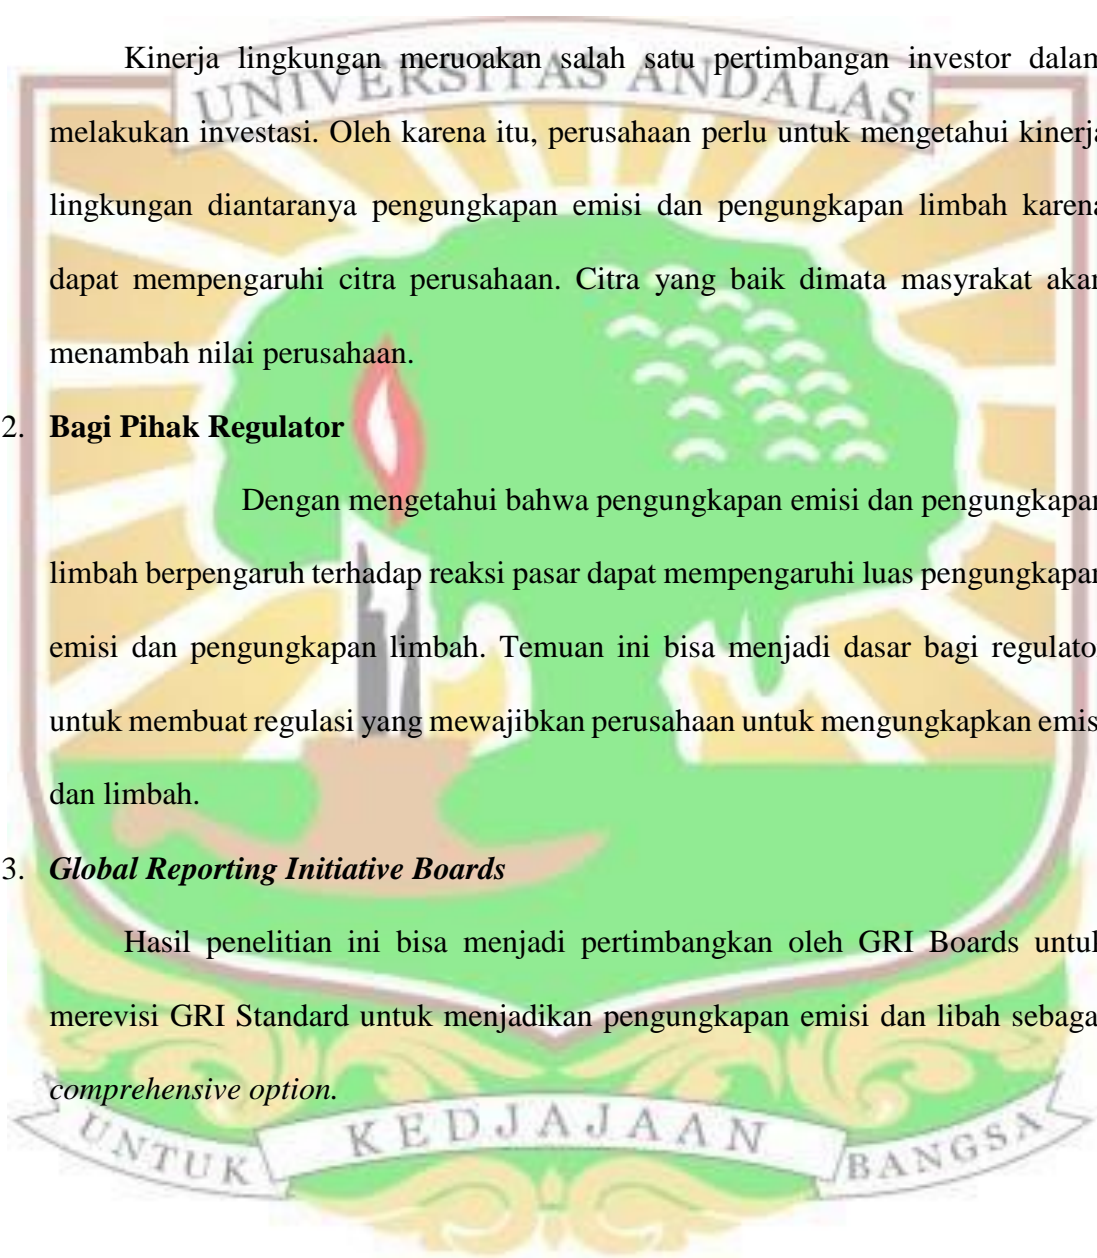 Kinerja lingkungan meruoakan salah satu pertimbangan investor dalam
UNIVERSITAS ANDALAS
melakukan investasi. Oleh karena itu, perusahaan perlu untuk mengetahui kinerja
lingkungan diantaranya pengungkapan emisi dan pengungkapan limbah karena
dapat mempengaruhi citra perusahaan. Citra yang baik dimata masyrakat akan
menambah nilai perusahaan.
2. Bagi Pihak Regulator
Dengan mengetahui bahwa pengungkapan emisi dan pengungkapan
limbah berpengaruh terhadap reaksi pasar dapat mempengaruhi luas pengungkapan
emisi dan pengungkapan limbah. Temuan ini bisa menjadi dasar bagi regulator
untuk membuat regulasi yang mewajibkan perusahaan untuk mengungkapkan emisi
dan limbah.
3. Global Reporting Initiative Boards
Hasil penelitian ini bisa menjadi pertimbangkan oleh GRI Boards untuk
merevisi GRI Standard untuk menjadikan pengungkapan emisi dan libah sebagai
comprehensive option.
UNTUK KEDJAJAAN BANGSA